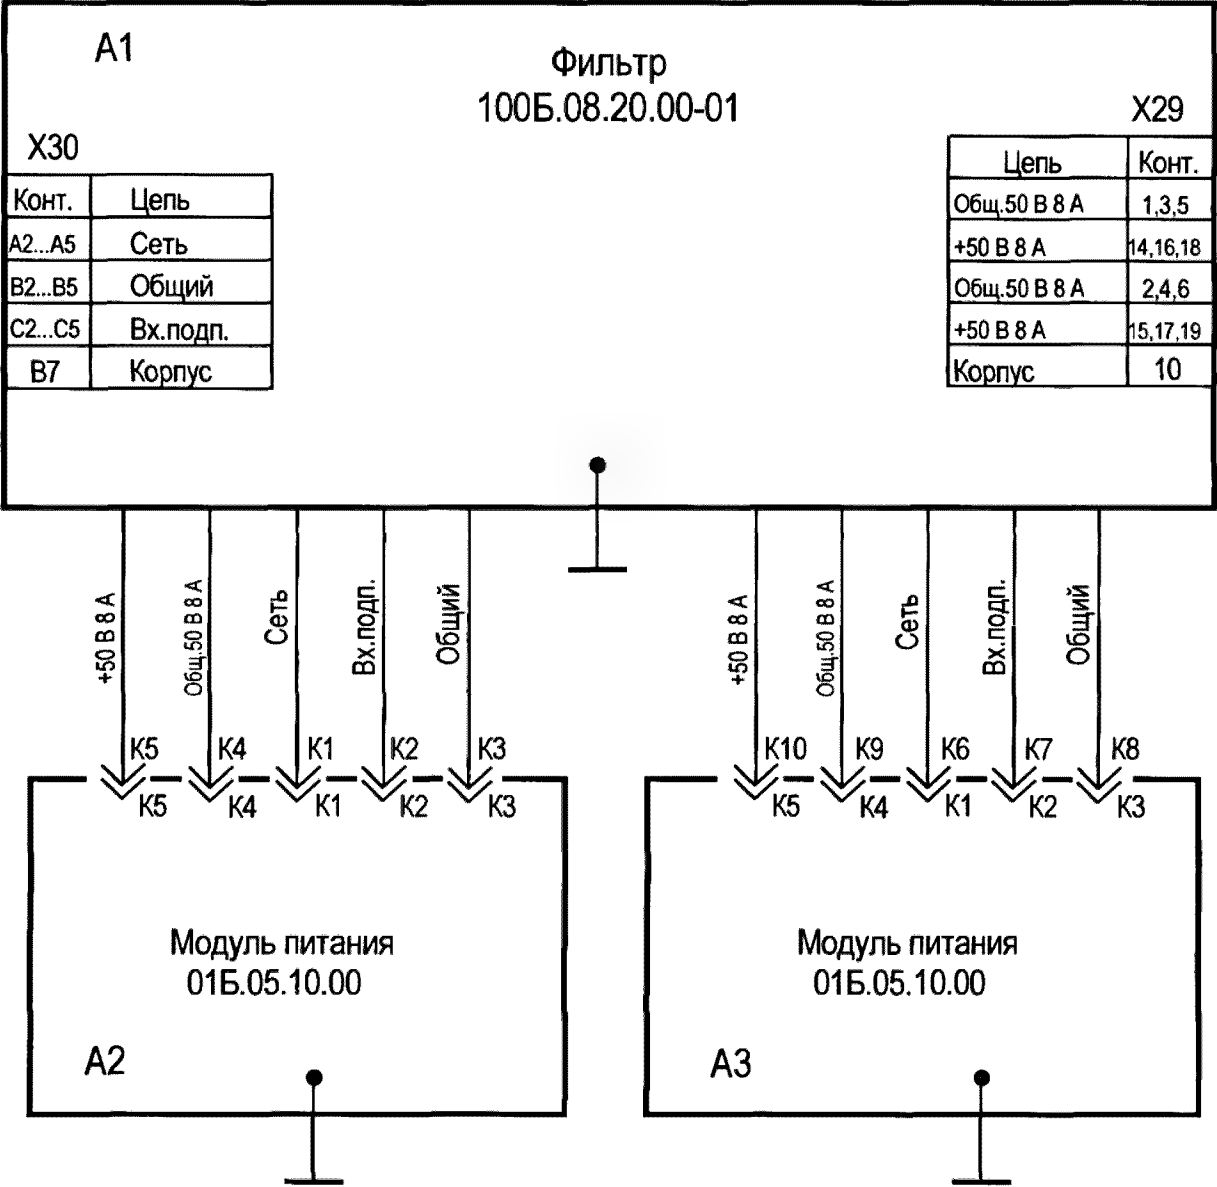 А1
Фильтр
100Б.08.20.00-01
Х30
Конт. Цепь
А2...А5 Сеть
В2...В5 Общий
С2...С5 Вх.подп.
В7 Корпус
Х29
Цепь Конт.
Общ.50 В 8 А 1,3,5
+50 В 8 А 14,16,18
Общ.50 В 8 А 2,4,6
+50 В 8 А 15,17,19
Корпус 10
+50 В 8 А
Общ.50 В 8 А
Сеть
Вх.подп.
Общий
+50 В 8 А
Общ.50 В 8 А
Сеть
Вх.подп.
Общий
К5 К4 К1 К2 К3
К5 К4 К1 К2 К3
К10 К9 К6 К7 К8
К5 К4 К1 К2 К3
Модуль питания
01Б.05.10.00
А2
Модуль питания
01Б.05.10.00
А3